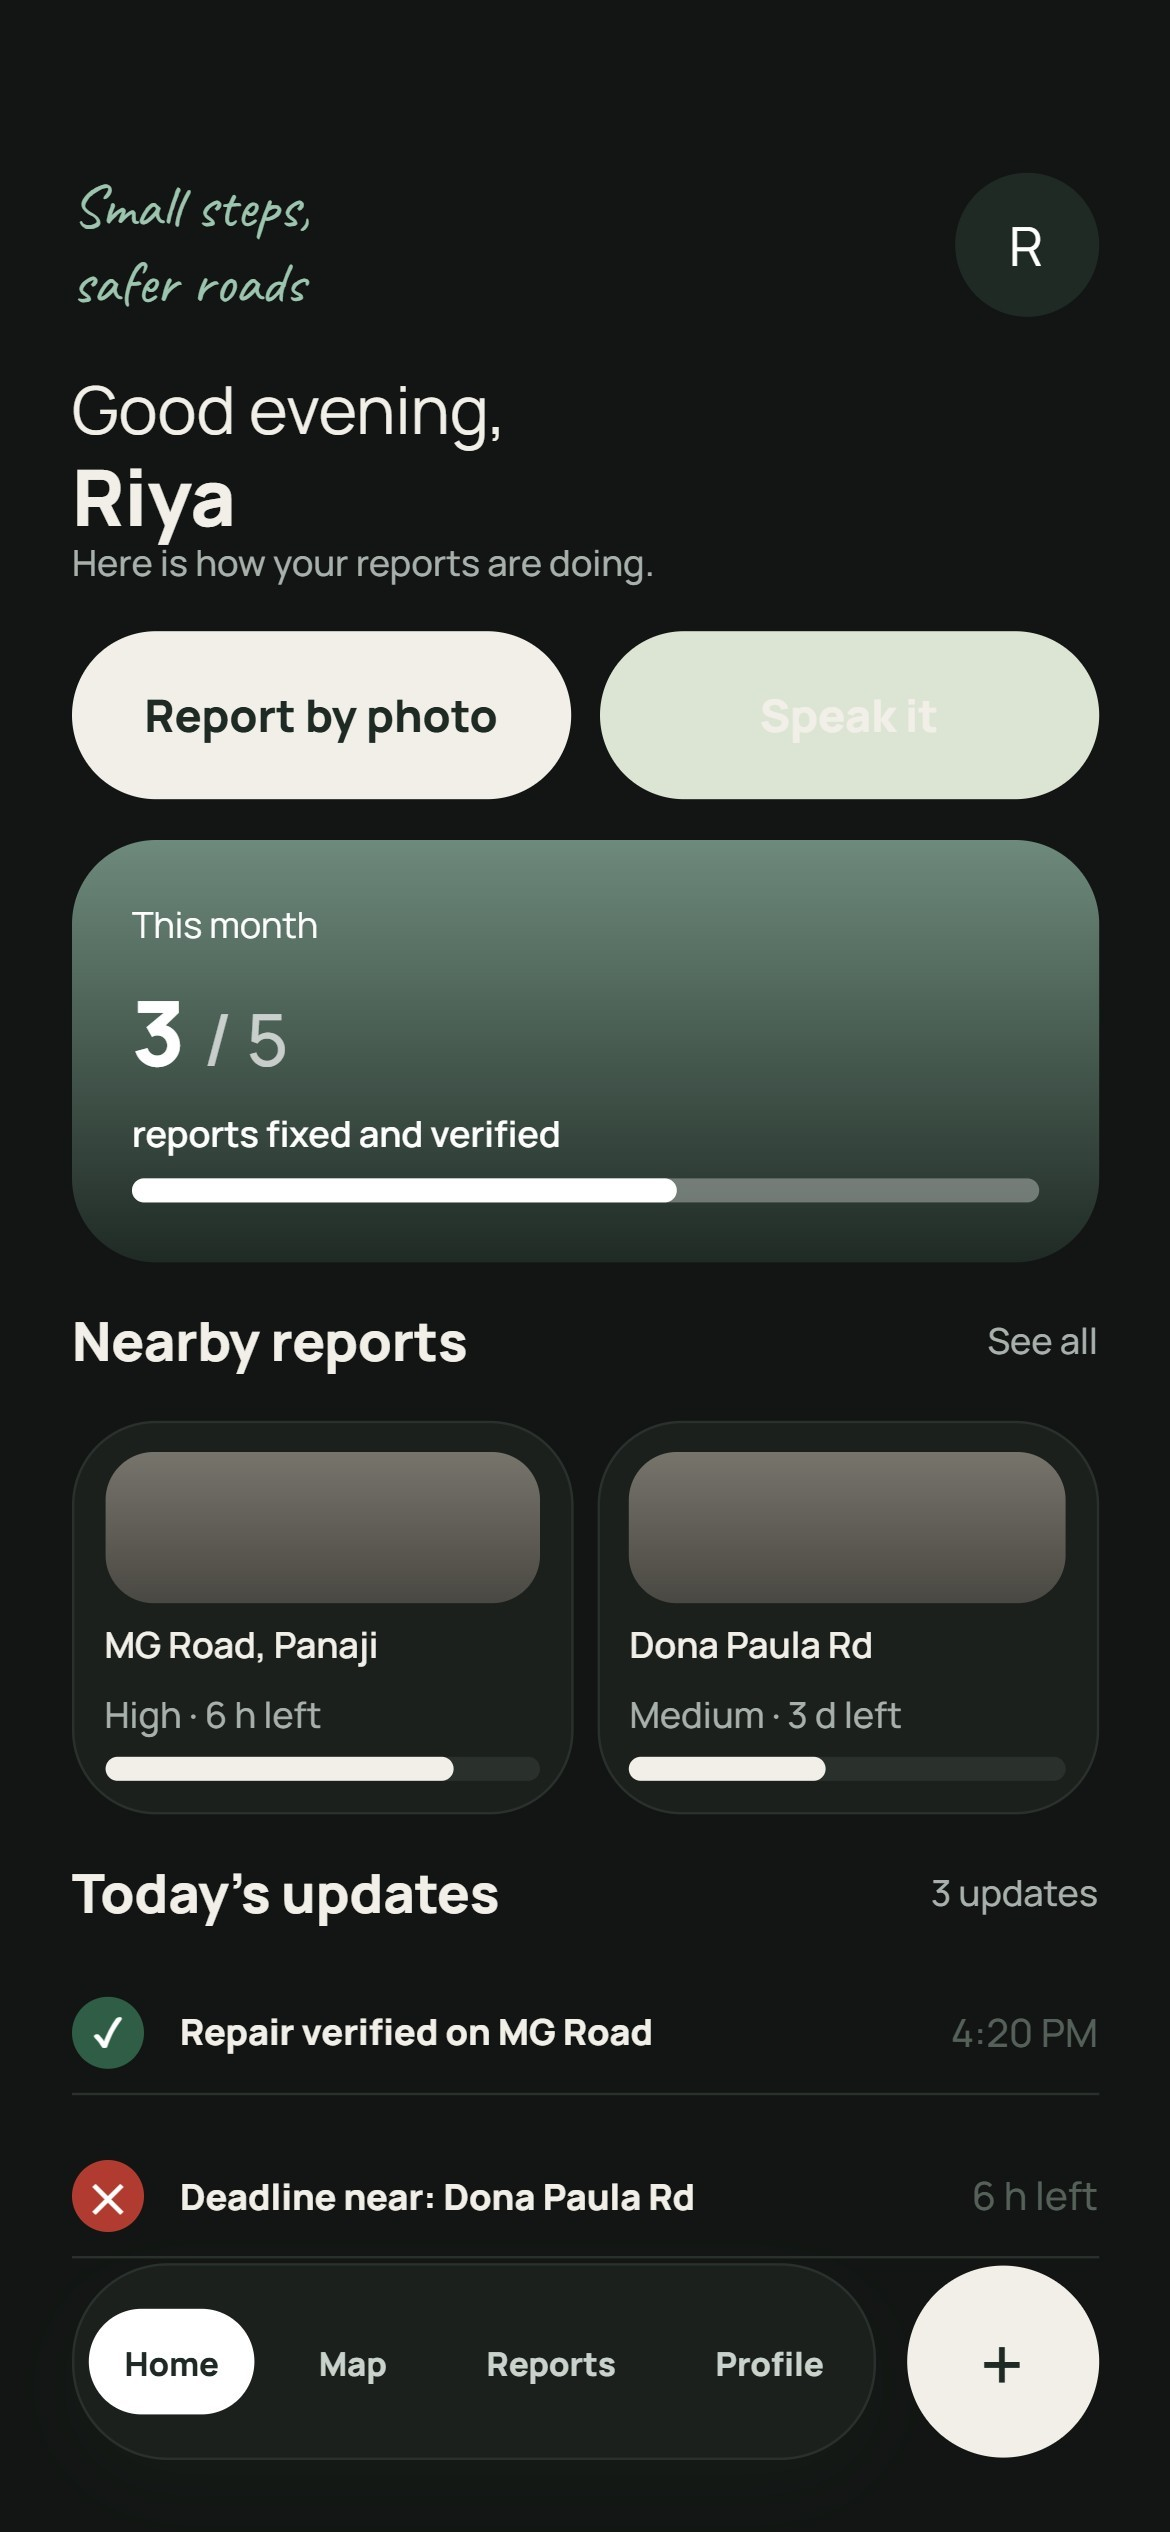 Small steps,
safer roads
R
Good evening,
Riya
Here is how your reports are doing.
Report by photo
Speak it
This month
3 / 5
reports fixed and verified
Nearby reports
See all
MG Road, Panaji
High · 6 h left
Dona Paula Rd
Medium · 3 d left
Today’s updates
3 updates
Repair verified on MG Road
4:20 PM
Deadline near: Dona Paula Rd
6 h left
Home
Map
Reports
Profile
+